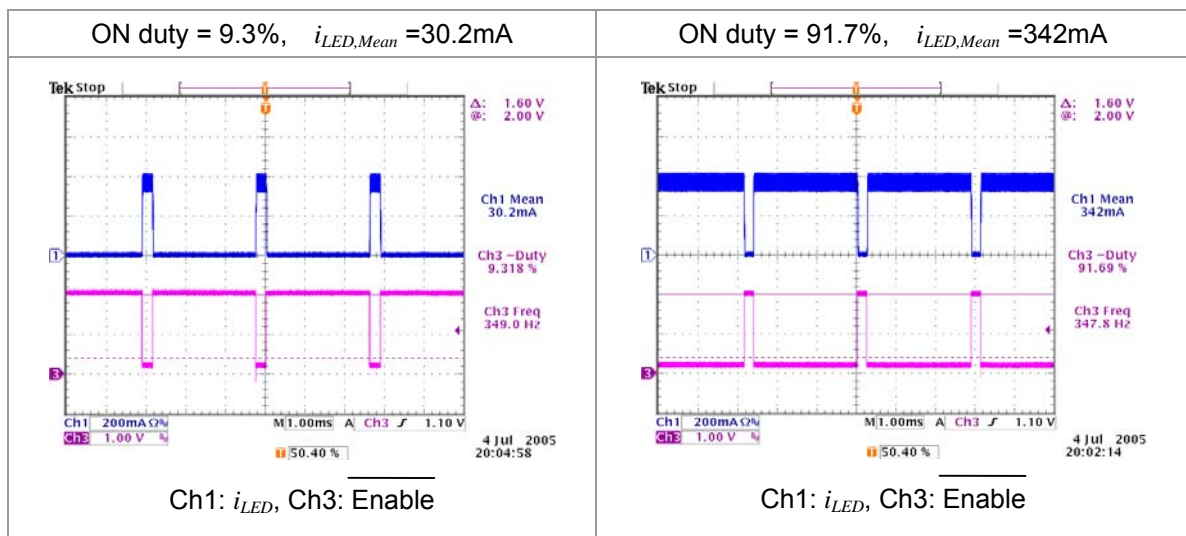 ON duty = 9.3%, iLED,Mean =30.2mA
ON duty = 91.7%, iLED,Mean =342mA
Tek Stop
T
T
Δ: 1.60 V
@: 2.00 V
Ch1 Mean
30.2mA
Ch3 −Duty
9.318 %
Ch3 Freq
349.0 Hz
1
3
Ch1 200mA Ω
M 1.00ms A Ch3 ∫ 1.10 V
Ch3 1.00 V
4 Jul 2005
20:04:58
T 50.40 %
Ch1: iLED, Ch3: Enable
Tek Stop
T
T
Δ: 1.60 V
@: 2.00 V
Ch1 Mean
342mA
Ch3 −Duty
91.69 %
Ch3 Freq
347.8 Hz
1
3
Ch1 200mA Ω
M 1.00ms A Ch3 ∫ 1.10 V
Ch3 1.00 V
4 Jul 2005
20:02:14
T 50.40 %
Ch1: iLED, Ch3: Enable